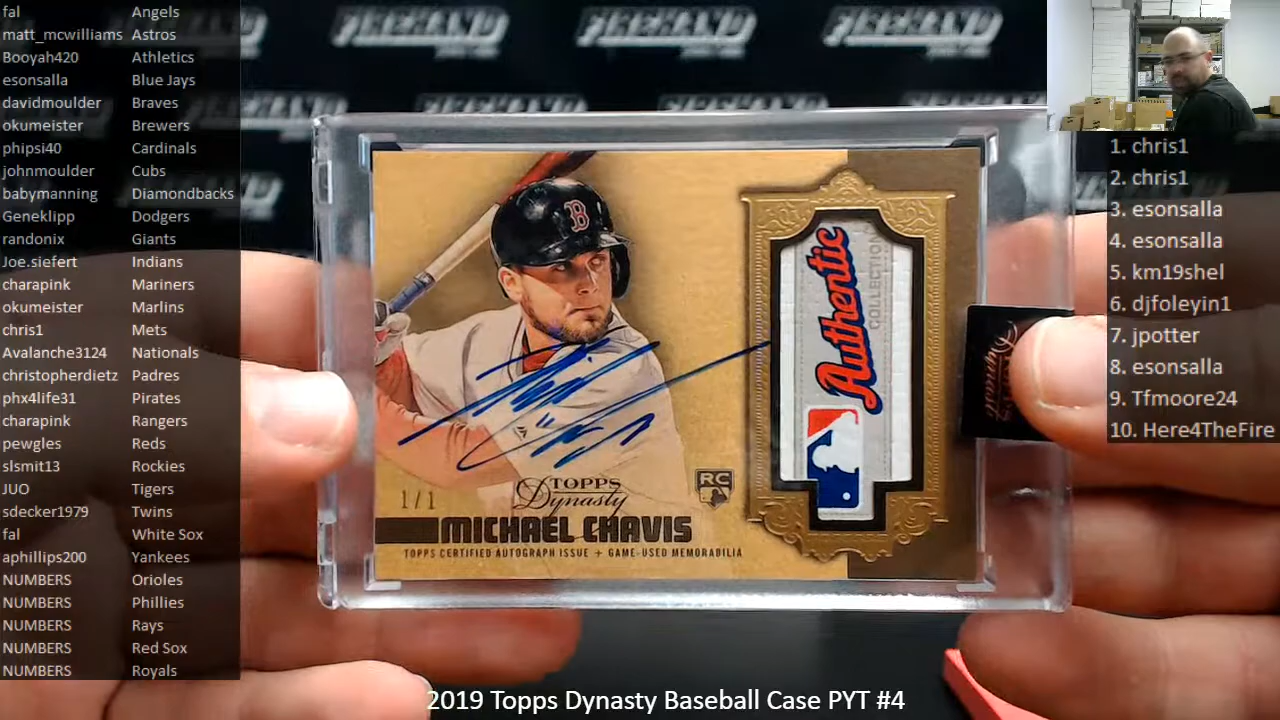 fal Angels
matt_mcwilliams Astros
Booyah420 Athletics
esonsalla Blue Jays
davidmoulder Braves
okumeister Brewers
phipsi40 Cardinals
johnmoulder Cubs
babymanning Diamondbacks
Geneklipp Dodgers
randonix Giants
Joe.siefert Indians
charapink Mariners
okumeister Marlins
chris1 Mets
Avalanche3124 Nationals
christopherdietz Padres
phx4life31 Pirates
charapink Rangers
pewgles Reds
slsmit13 Rockies
JUO Tigers
sdecker1979 Twins
fal White Sox
aphillips200 Yankees
NUMBERS Orioles
NUMBERS Phillies
NUMBERS Rays
NUMBERS Red Sox
NUMBERS Royals
FIREHAND FIREHAND FIREHAND
B
Authentic
COLLECTION
1/1
TOPPS
Dynasty
RC
MICHAEL CHAVIS
TOPPS CERTIFIED AUTOGRAPH ISSUE + GAME-USED MEMORABILIA
Dynasty
1. chris1
2. chris1
3. esonsalla
4. esonsalla
5. km19shel
6. djfoleyin1
7. jpotter
8. esonsalla
9. Tfmoore24
10. Here4TheFire
2019 Topps Dynasty Baseball Case PYT #4